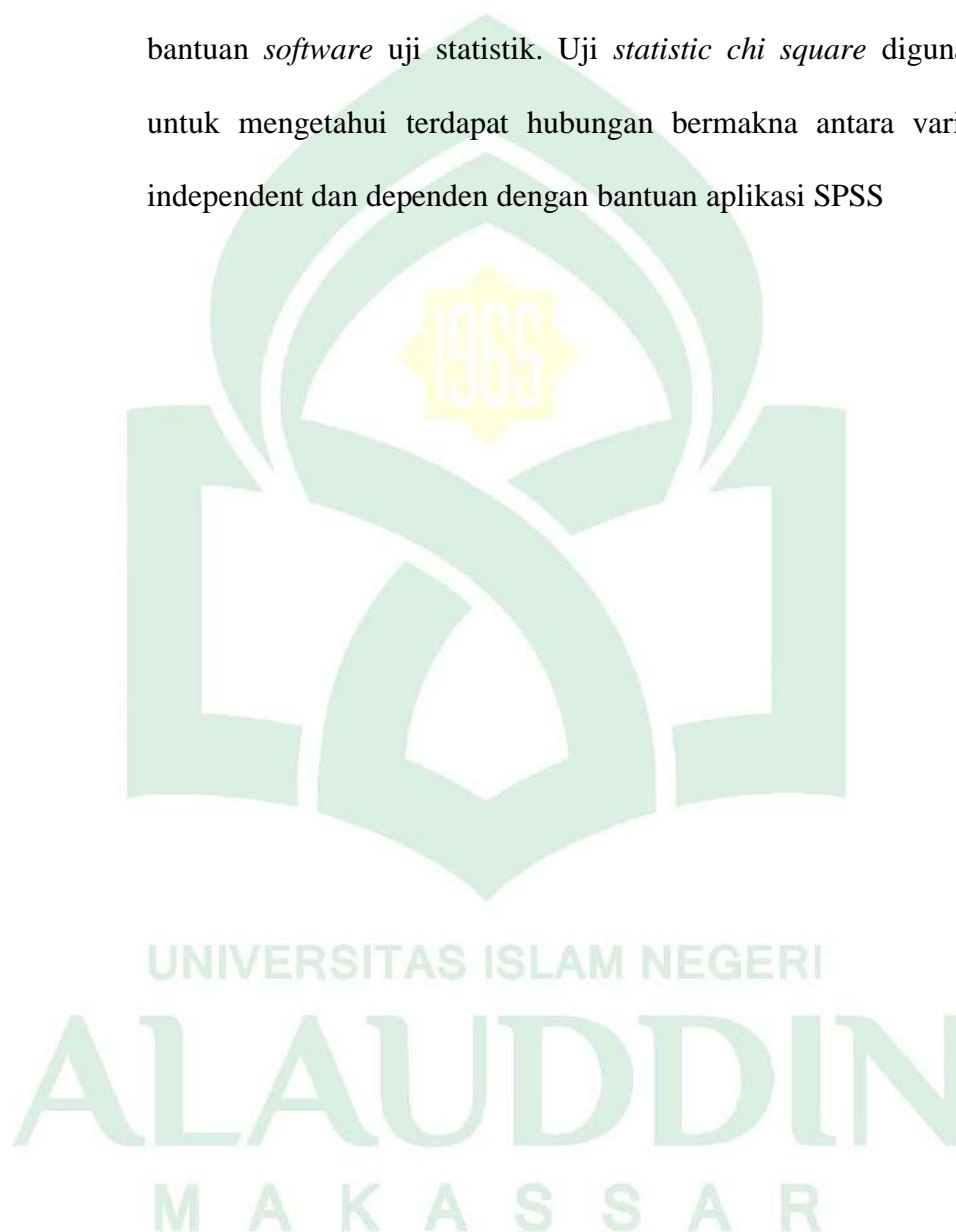 bantuan software uji statistik. Uji statistic chi square diguna
untuk mengetahui terdapat hubungan bermakna antara vari
independent dan dependen dengan bantuan aplikasi SPSS
1965
UNIVERSITAS ISLAM NEGERI
ALAUDDIN
MAKASSAR